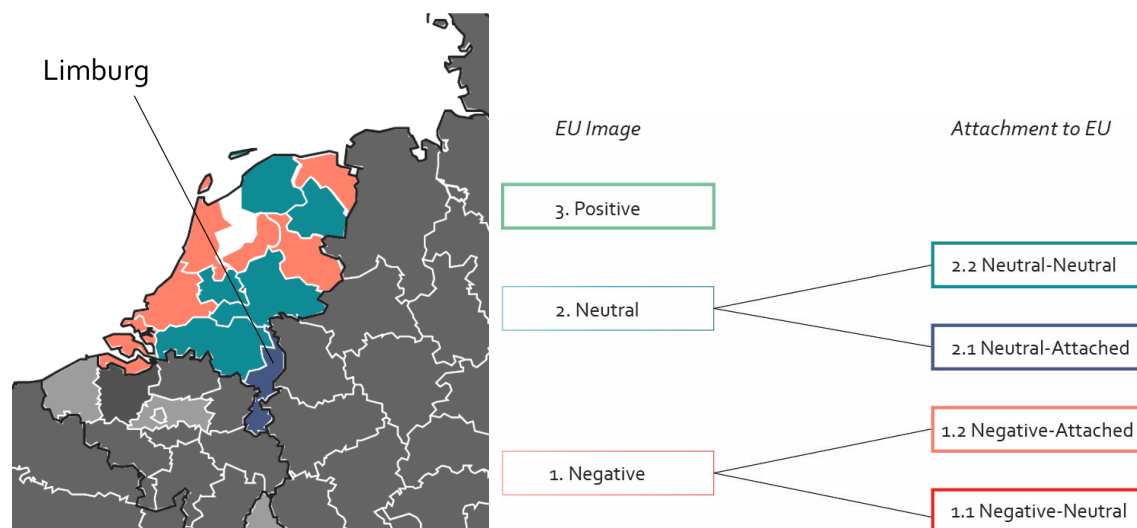 Limburg
EU Image
Attachment to EU
3. Positive
2. Neutral
2.2 Neutral-Neutral
2.1 Neutral-Attached
1. Negative
1.2 Negative-Attached
1.1 Negative-Neutral